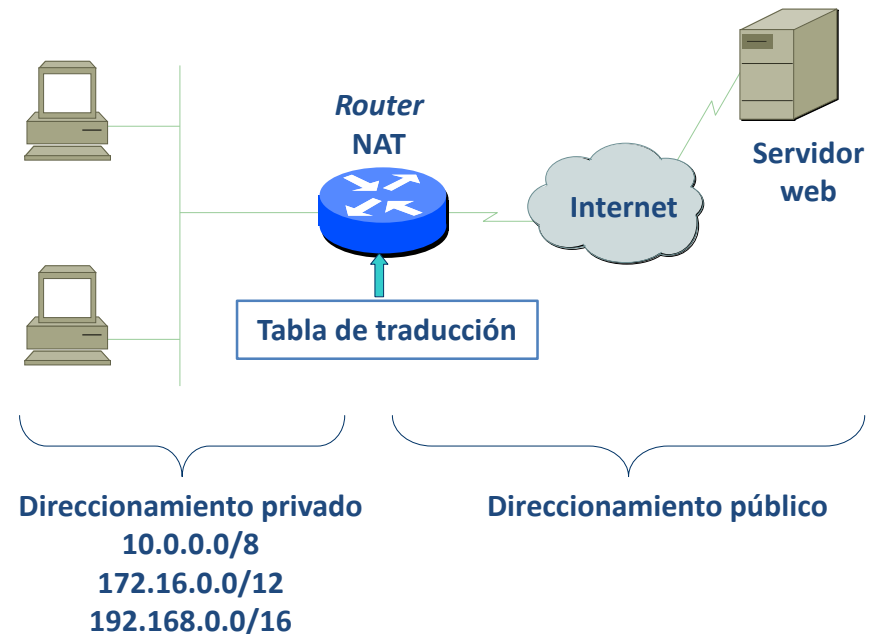 Router
NAT
Servidor
web
Internet
Tabla de traducción
Direccionamiento privado
10.0.0.0/8
172.16.0.0/12
192.168.0.0/16
Direccionamiento público